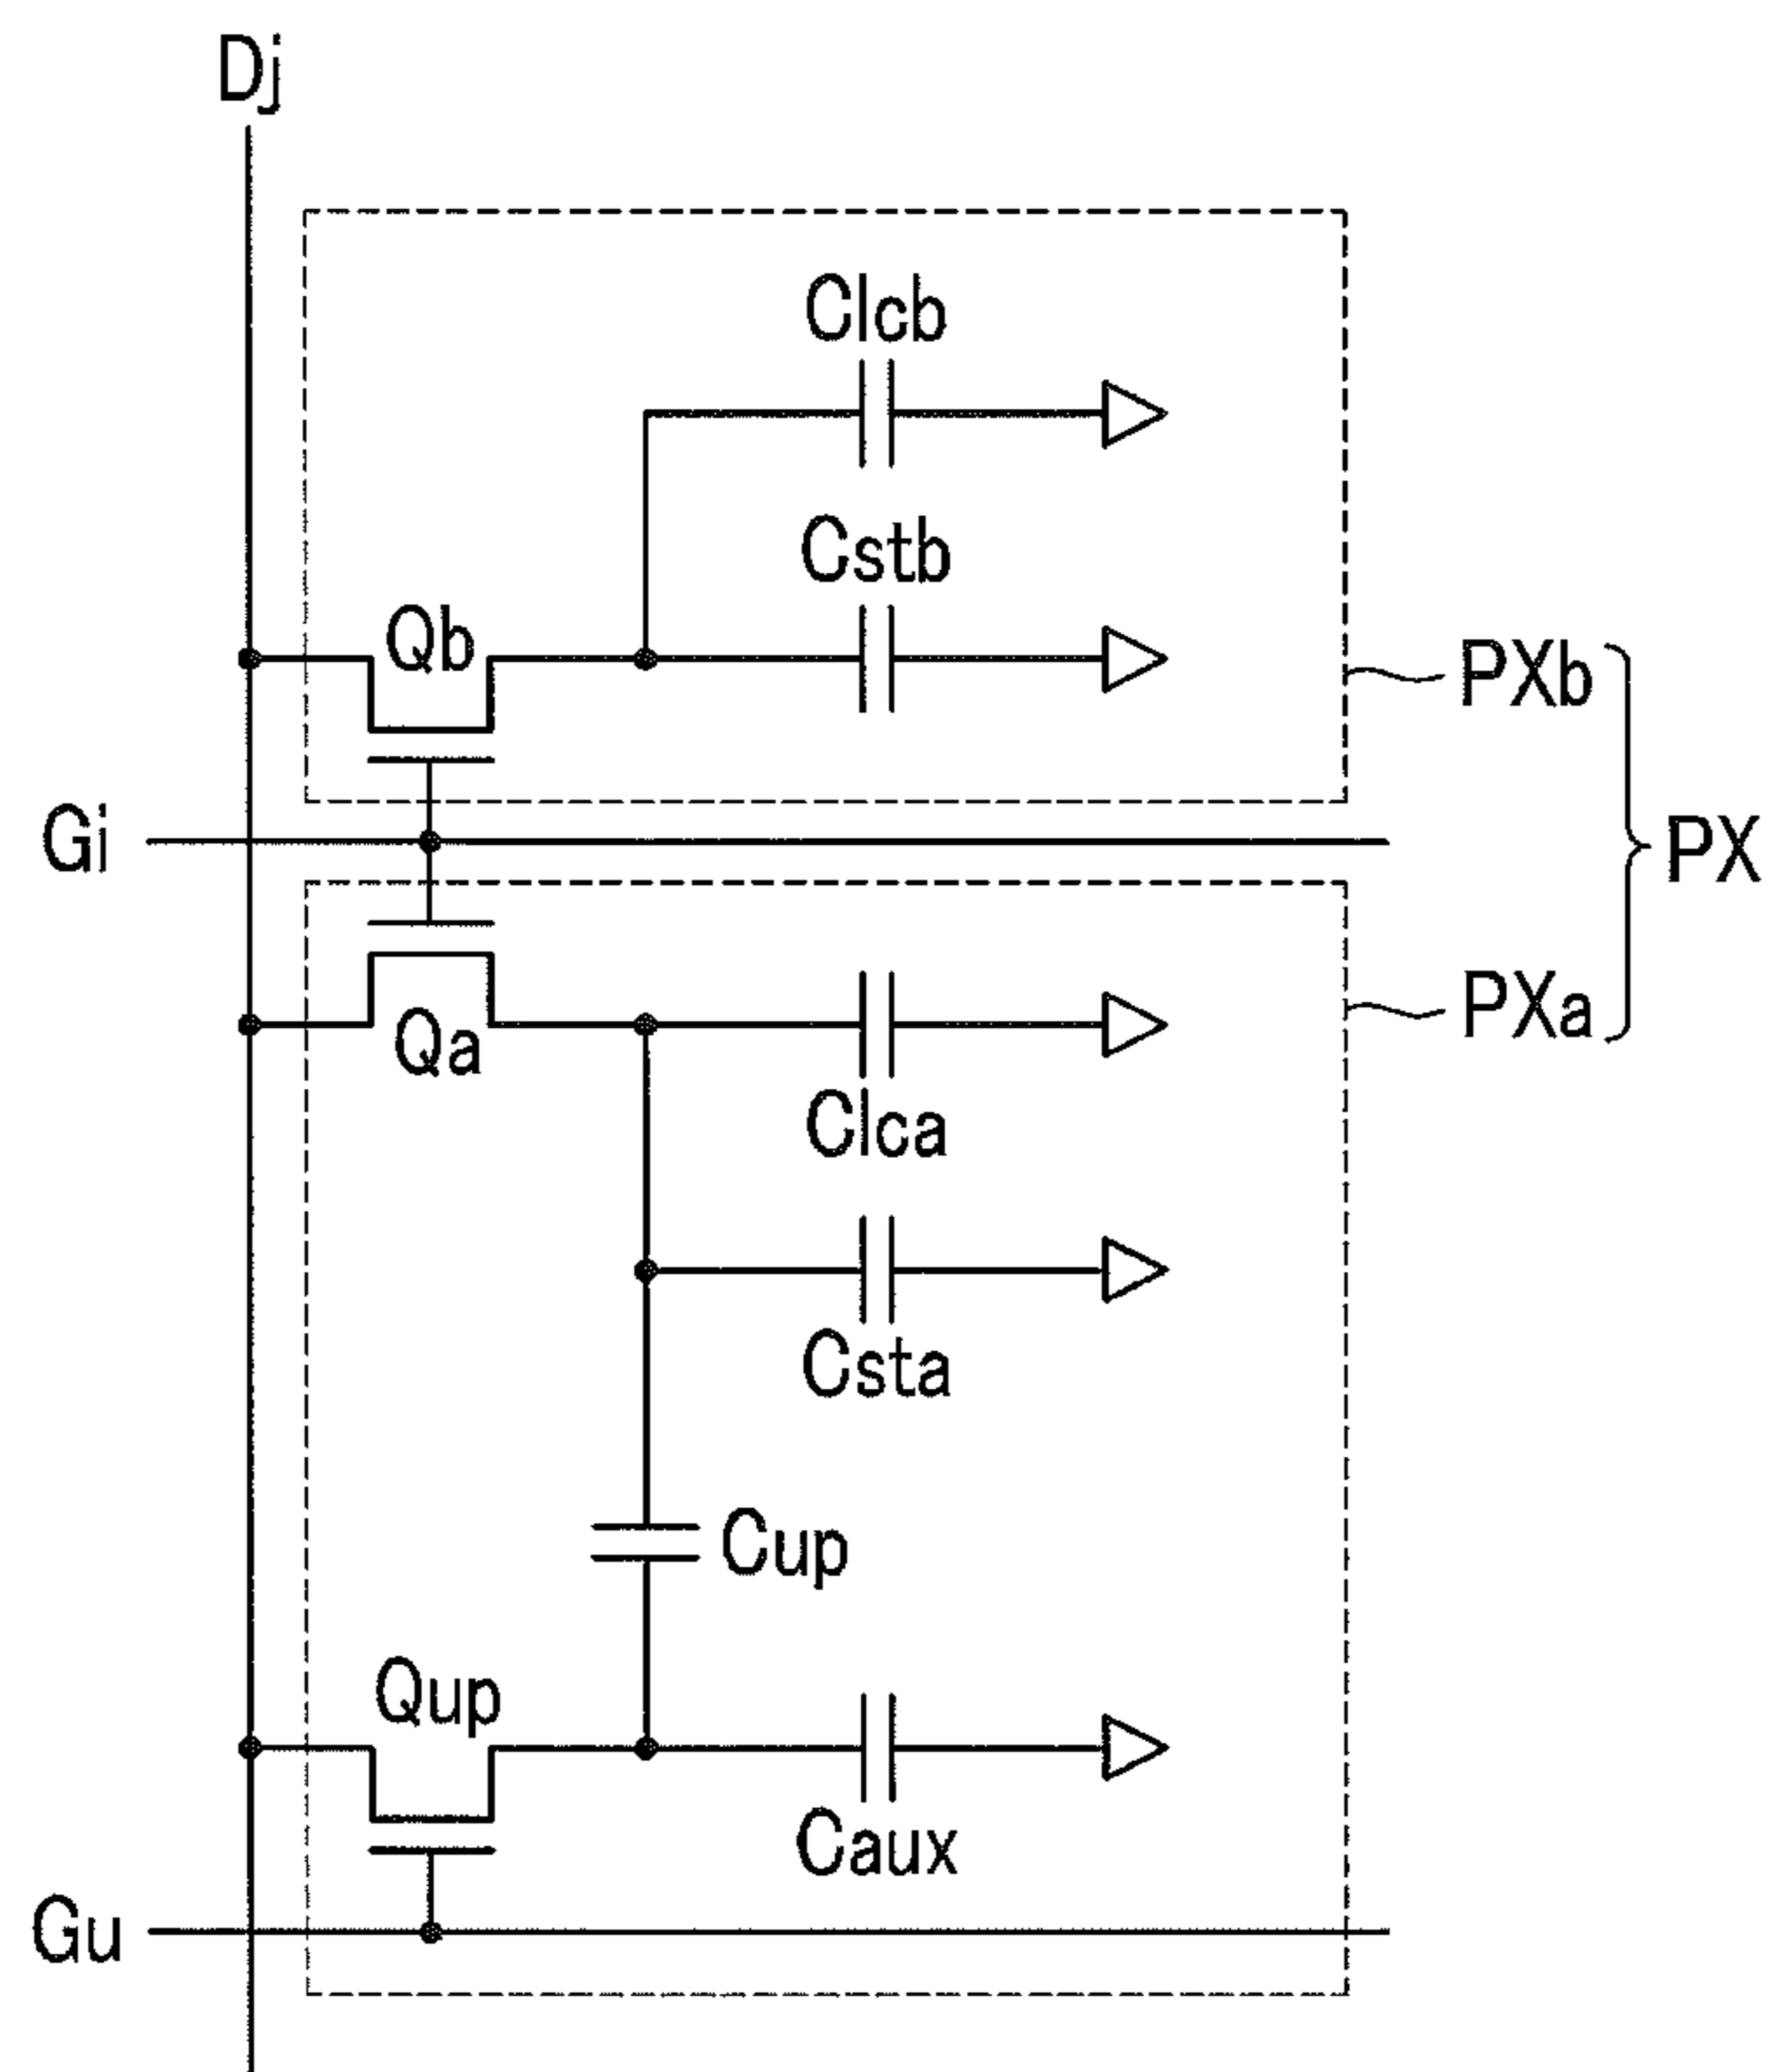 Dj
Clcb
Cstb
Qb
PXb
Gi
PX
PXa
Qa
Clca
Csta
Cup
Qup
Caux
Gu